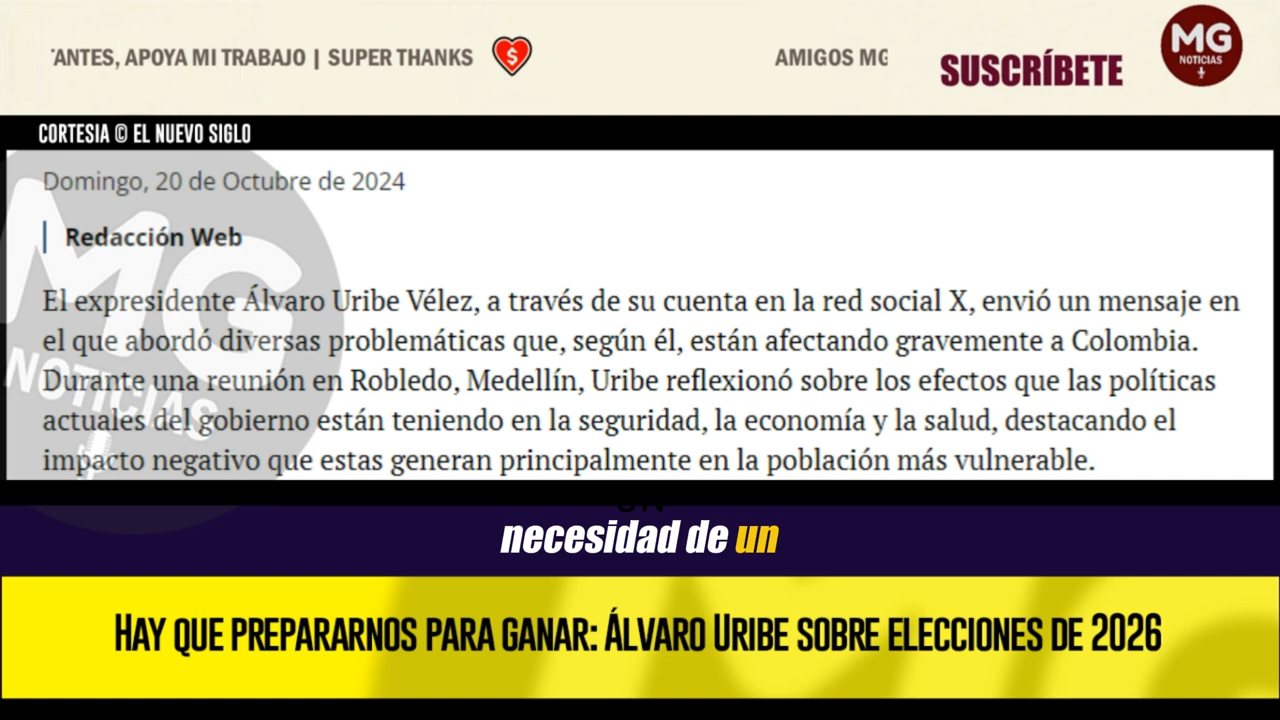 'ANTES, APOYA MI TRABAJO | SUPER THANKS
AMIGOS MG
SUSCRÍBETE
MG
NOTICIAS
CORTESIA © EL NUEVO SIGLO
Domingo, 20 de Octubre de 2024
Redacción Web
El expresidente Álvaro Uribe Vélez, a través de su cuenta en la red social X, envió un mensaje en
el que abordó diversas problemáticas que, según él, están afectando gravemente a Colombia.
Durante una reunión en Robledo, Medellín, Uribe reflexionó sobre los efectos que las políticas
actuales del gobierno están teniendo en la seguridad, la economía y la salud, destacando el
impacto negativo que estas generan principalmente en la población más vulnerable.
MG
NOTICIAS
necesidad de un
HAY QUE PREPARARNOS PARA GANAR: ÁLVARO URIBE SOBRE ELECCIONES DE 2026